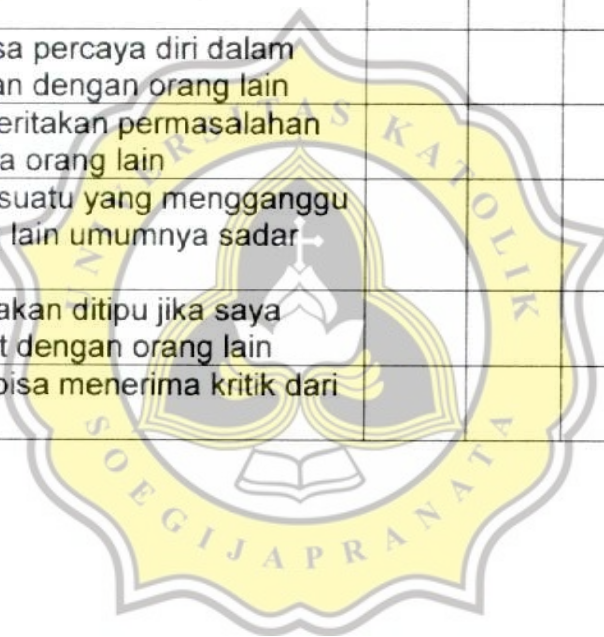 sa percaya diri dalam
an dengan orang lain
eritakan permasalahan
a orang lain
suatu yang mengganggu
lain umumnya sadar
akan ditipu jika saya
t dengan orang lain
bisa menerima kritik dari
UNIVERSITAS KATOLIK
SOEGIJAPRANATA